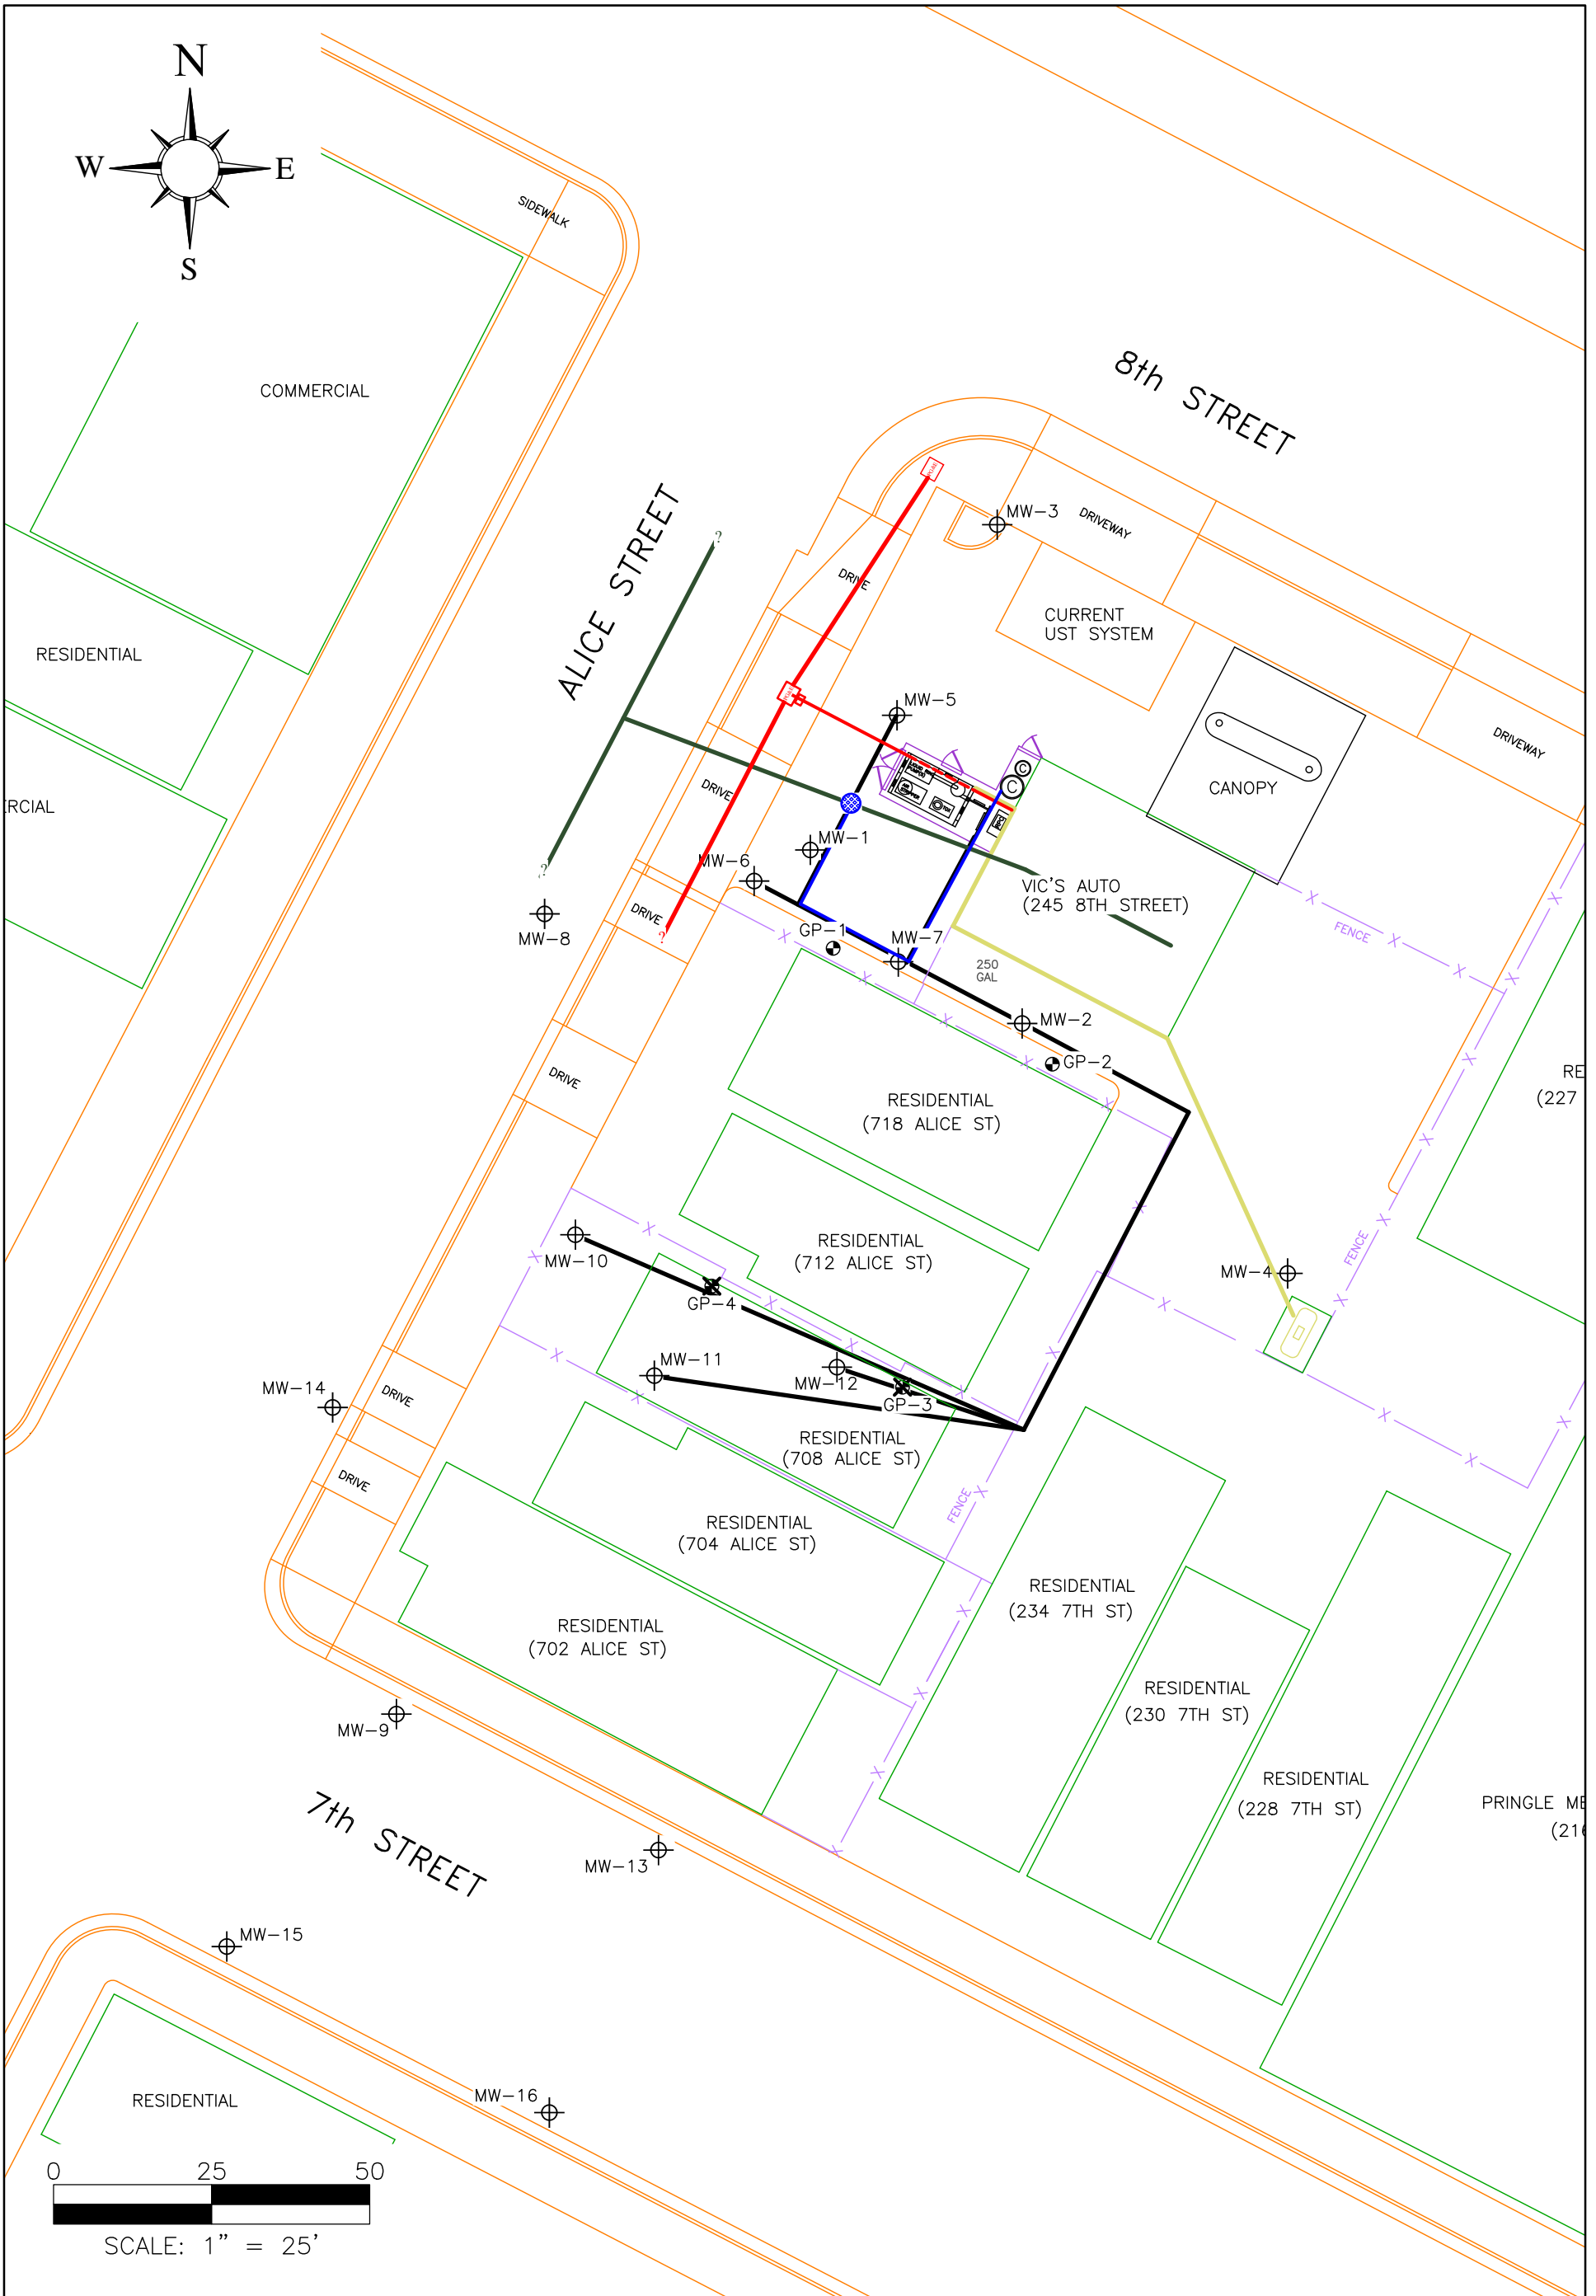 N
W
E
S
SIDEWALK
COMMERCIAL
8th STREET
ALICE STREET
MW-3
DRIVEWAY
DRIVE
CURRENT
UST SYSTEM
RESIDENTIAL
?
MW-5
DRIVEWAY
CANOPY
C
C
DRIVE
RCIAL
MW-1
MW-6
?
VIC'S AUTO
(245 8TH STREET)
DRIVE
MW-8
?
GP-1
MW-7
FENCE
250
GAL
MW-2
GP-2
DRIVE
RE
(227
RESIDENTIAL
(718 ALICE ST)
RESIDENTIAL
(712 ALICE ST)
MW-10
FENCE
MW-4
GP-4
MW-11
MW-12
GP-3
MW-14
DRIVE
RESIDENTIAL
(708 ALICE ST)
DRIVE
FENCE
RESIDENTIAL
(704 ALICE ST)
RESIDENTIAL
(234 7TH ST)
RESIDENTIAL
(702 ALICE ST)
RESIDENTIAL
(230 7TH ST)
MW-9
RESIDENTIAL
(228 7TH ST)
PRINGLE ME
(216
7th STREET
MW-13
MW-15
MW-16
RESIDENTIAL
0 25 50
SCALE: 1" = 25'